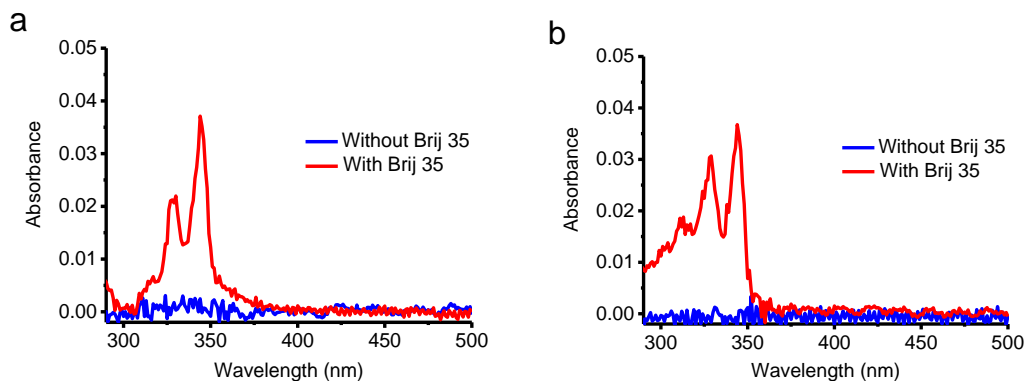 a
0.05
0.04
0.03
0.02
0.01
0.00
Absorbance
Without Brij 35
With Brij 35
300 350 400 450 500
Wavelength (nm)
b
0.05
0.04
0.03
0.02
0.01
0.00
Absorbance
Without Brij 35
With Brij 35
300 350 400 450 500
Wavelength (nm)